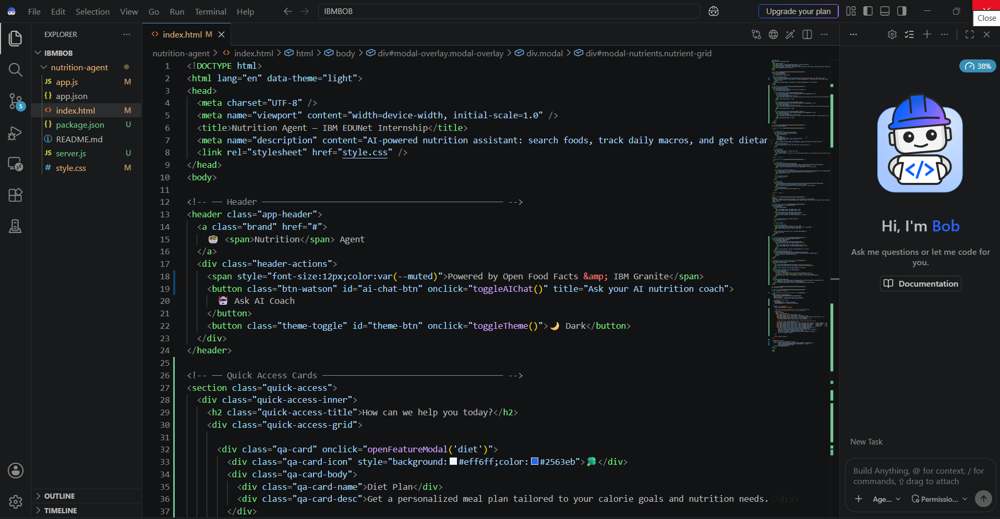 File Edit Selection View Go Run Terminal Help
IBMBOB
Upgrade your plan
Close
EXPLORER
IBMBOB
nutrition-agent
JS app.js M
{} app.json
<> index.html M
{} package.json U
README.md
JS server.js U
# style.css M
5
OUTLINE
TIMELINE
<> index.html M
nutrition-agent > <> index.html > html > body > div#modal-overlay.modal-overlay > div.modal > div#modal-nutrients.nutrient-grid
1 <!DOCTYPE html>
2 <html lang="en" data-theme="light">
3 <head>
4 <meta charset="UTF-8" />
5 <meta name="viewport" content="width=device-width, initial-scale=1.0" />
6 <title>Nutrition Agent — IBM EDUNet Internship</title>
7 <meta name="description" content="AI-powered nutrition assistant: search foods, track daily macros, and get dietary
8 <link rel="stylesheet" href="style.css" />
9 </head>
10 <body>
11
12 <!-- ── Header ──────────────────────────────────────────────── -->
13 <header class="app-header">
14 <a class="brand" href="#">
15 🥗 <span>Nutrition</span> Agent
16 </a>
17 <div class="header-actions">
18 <span style="font-size:12px;color:var(--muted)">Powered by Open Food Facts &amp; IBM Granite</span>
19 <button class="btn-watson" id="ai-chat-btn" onclick="toggleAIChat()" title="Ask your AI nutrition coach">
20 🤖 Ask AI Coach
21 </button>
22 <button class="theme-toggle" id="theme-btn" onclick="toggleTheme()">🌙 Dark</button>
23 </div>
24 </header>
25
26 <!-- ── Quick Access Cards ──────────────────────────────────── -->
27 <section class="quick-access">
28 <div class="quick-access-inner">
29 <h2 class="quick-access-title">How can we help you today?</h2>
30 <div class="quick-access-grid">
31
32 <div class="qa-card" onclick="openFeatureModal('diet')">
33 <div class="qa-card-icon" style="background:#eff6ff;color:#2563eb">🥦</div>
34 <div class="qa-card-body">
35 <div class="qa-card-name">Diet Plan</div>
36 <div class="qa-card-desc">Get a personalized meal plan tailored to your calorie goals and nutrition needs.</div>
37 </div>
38%
</>
Hi, I'm Bob
Ask me questions or let me code for
you.
Documentation
New Task
Build Anything, @ for context, / for
commands, ⇧ drag to attach
Age... Permissio...